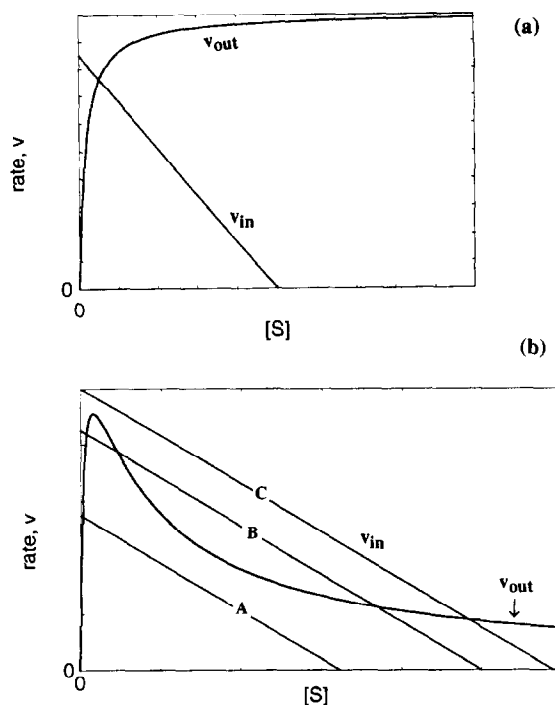 (a)
v_out
v_in
rate, v
0
0
[S]
(b)
C
B
v_in
A
v_out
rate, v
0
0
[S]